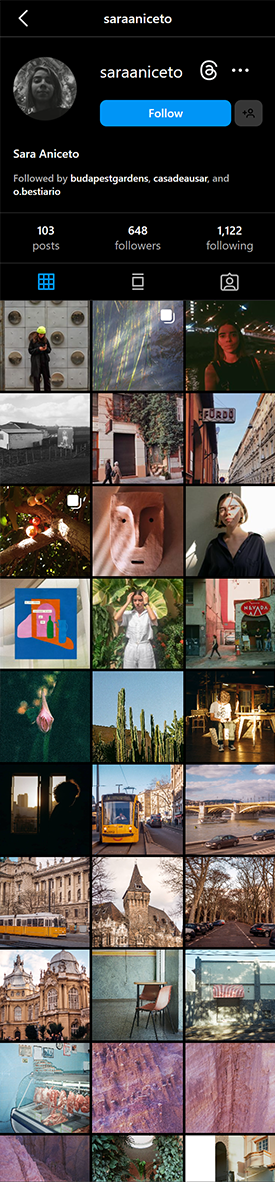 saraaniceto
saraaniceto
Follow
Sara Aniceto
Followed by budapestgardens, casadeausar, and
o.bestiario
103 648 1,122
posts followers following
FÜRDŐ
NEVADA